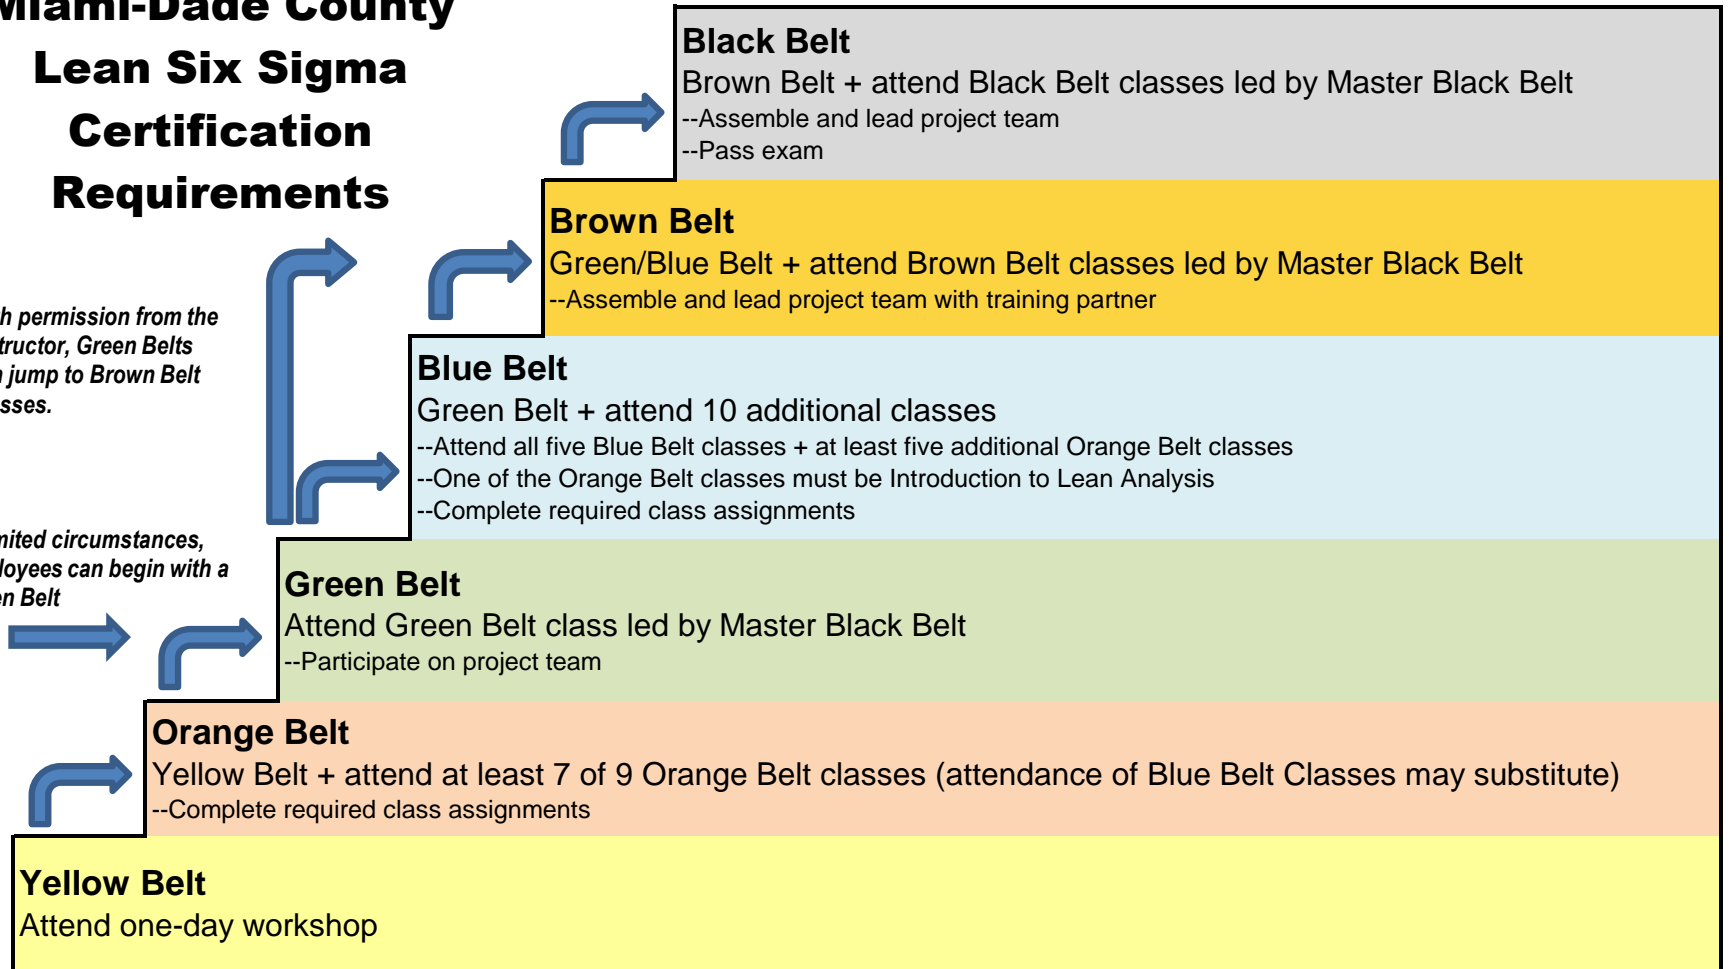 Miami-Dade County
Lean Six Sigma
Certification
Requirements
Black Belt
Brown Belt + attend Black Belt classes led by Master Black Belt
--Assemble and lead project team
--Pass exam
Brown Belt
Green/Blue Belt + attend Brown Belt classes led by Master Black Belt
--Assemble and lead project team with training partner
permission from the
Green Belts
jump to Brown Belt
Blue Belt
Green Belt + attend 10 additional classes
--Attend all five Blue Belt classes + at least five additional Orange Belt classes
--One of the Orange Belt classes must be Introduction to Lean Analysis
--Complete required class assignments
circumstances,
can begin with a
Belt
Green Belt
Attend Green Belt class led by Master Black Belt
--Participate on project team
Orange Belt
Yellow Belt + attend at least 7 of 9 Orange Belt classes (attendance of Blue Belt Classes may substitute)
--Complete required class assignments
Yellow Belt
Attend one-day workshop